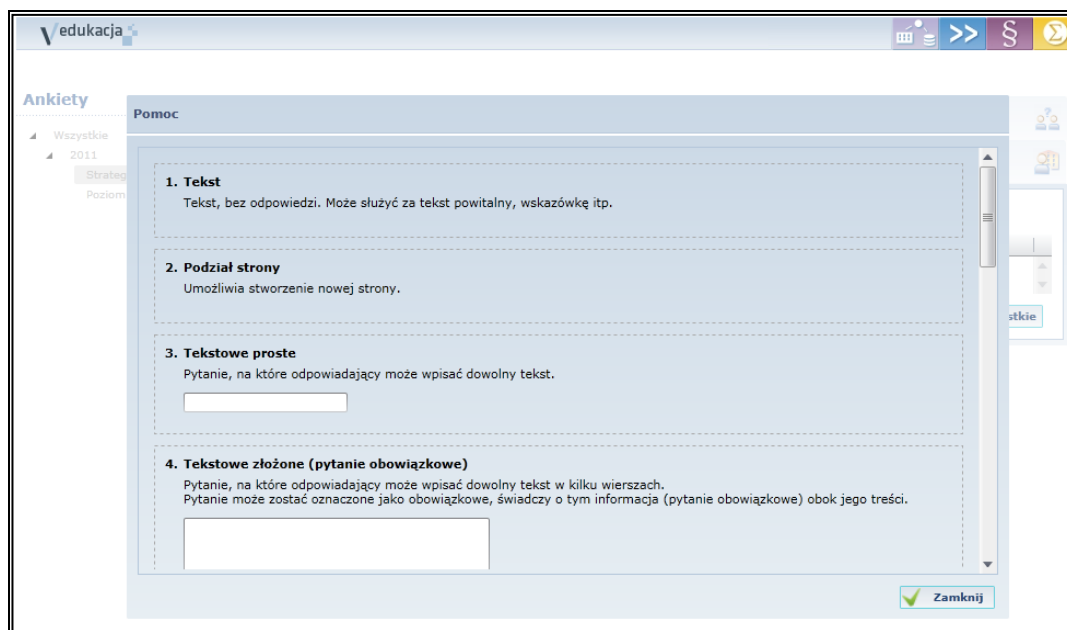 Vedukacja
>> § Σ
Ankiety
Wszystkie
2011
Strateg
Poziom
Pomoc
1. Tekst
Tekst, bez odpowiedzi. Może służyć za tekst powitalny, wskazówkę itp.
2. Podział strony
Umożliwia stworzenie nowej strony.
3. Tekstowe proste
Pytanie, na które odpowiadający może wpisać dowolny tekst.
4. Tekstowe złożone (pytanie obowiązkowe)
Pytanie, na które odpowiadający może wpisać dowolny tekst w kilku wierszach.
Pytanie może zostać oznaczone jako obowiązkowe, świadczy o tym informacja (pytanie obowiązkowe) obok jego treści.
stkie
Zamknij